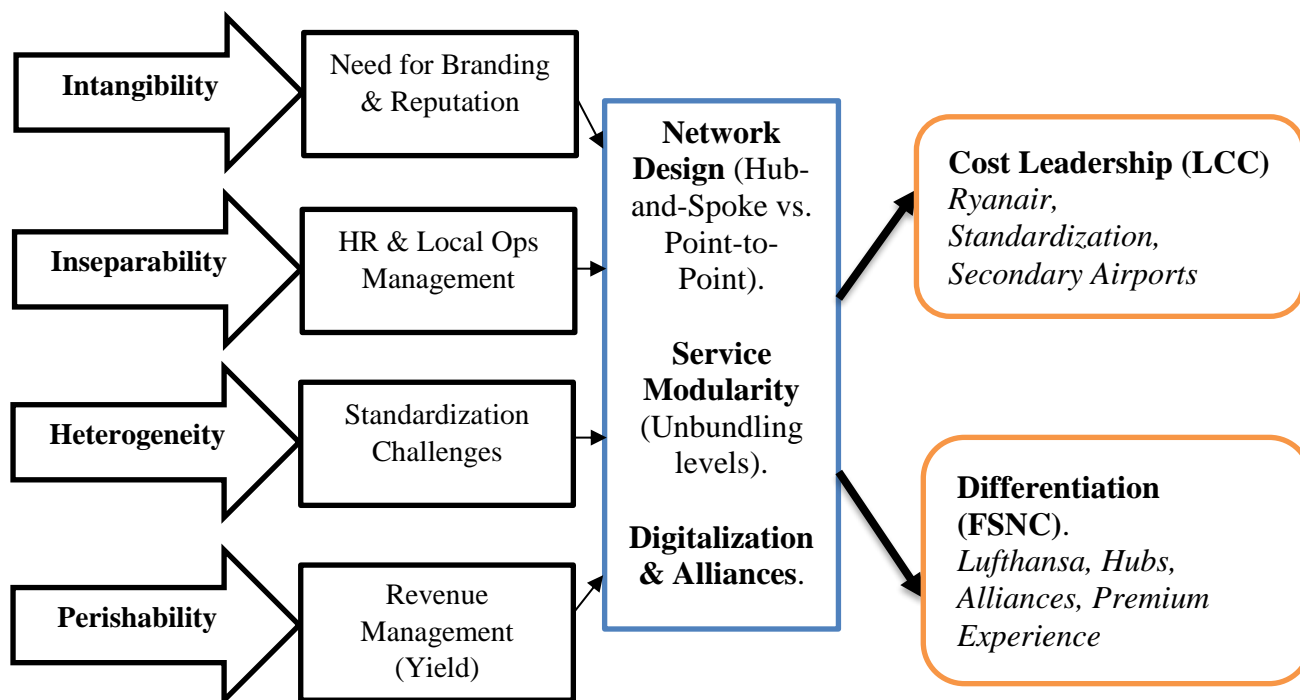 Intangibility
Need for Branding
& Reputation
Inseparability
HR & Local Ops
Management
Heterogeneity
Standardization
Challenges
Perishability
Revenue
Management
(Yield)
Network
Design (Hub-
and-Spoke vs.
Point-to-
Point).
Service
Modularity
(Unbundling
levels).
Digitalization
& Alliances.
Cost Leadership (LCC)
Ryanair,
Standardization,
Secondary Airports
Differentiation
(FSNC).
Lufthansa, Hubs,
Alliances, Premium
Experience